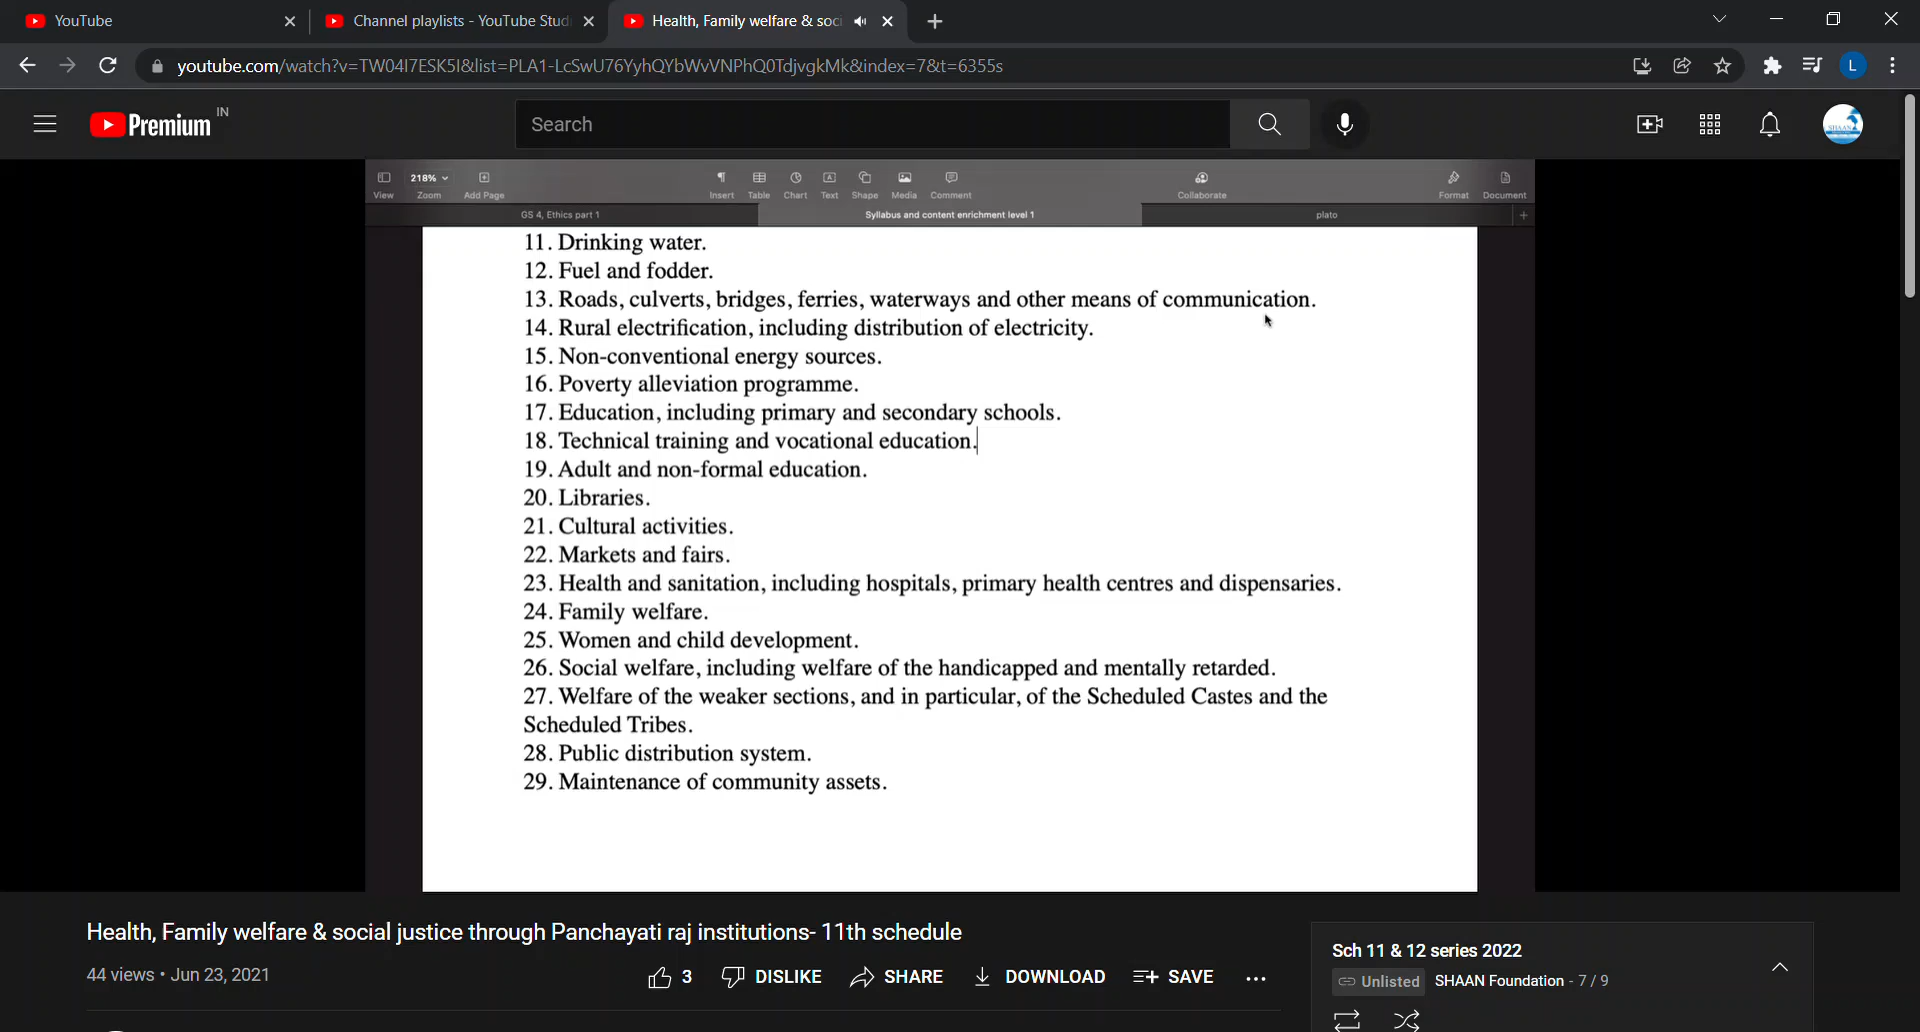 YouTube
Channel playlists - YouTube Stud
Health, Family welfare & soci
youtube.com/watch?v=TW04I7ESK5I&list=PLA1-LcSwU76YyhQYbWvVNPhQ0TdjvgkMk&index=7&t=6355s
L
Premium IN
Search
SHAAN
218%
View Zoom Add Page Insert Table Chart Text Shape Media Comment Collaborate Format Document
GS 4, Ethics part 1
Syllabus and content enrichment level 1
plato
11. Drinking water.
12. Fuel and fodder.
13. Roads, culverts, bridges, ferries, waterways and other means of communication.
14. Rural electrification, including distribution of electricity.
15. Non-conventional energy sources.
16. Poverty alleviation programme.
17. Education, including primary and secondary schools.
18. Technical training and vocational education.
19. Adult and non-formal education.
20. Libraries.
21. Cultural activities.
22. Markets and fairs.
23. Health and sanitation, including hospitals, primary health centres and dispensaries.
24. Family welfare.
25. Women and child development.
26. Social welfare, including welfare of the handicapped and mentally retarded.
27. Welfare of the weaker sections, and in particular, of the Scheduled Castes and the
Scheduled Tribes.
28. Public distribution system.
29. Maintenance of community assets.
Health, Family welfare & social justice through Panchayati raj institutions- 11th schedule
44 views • Jun 23, 2021
3 DISLIKE SHARE DOWNLOAD SAVE
Sch 11 & 12 series 2022
Unlisted SHAAN Foundation - 7 / 9